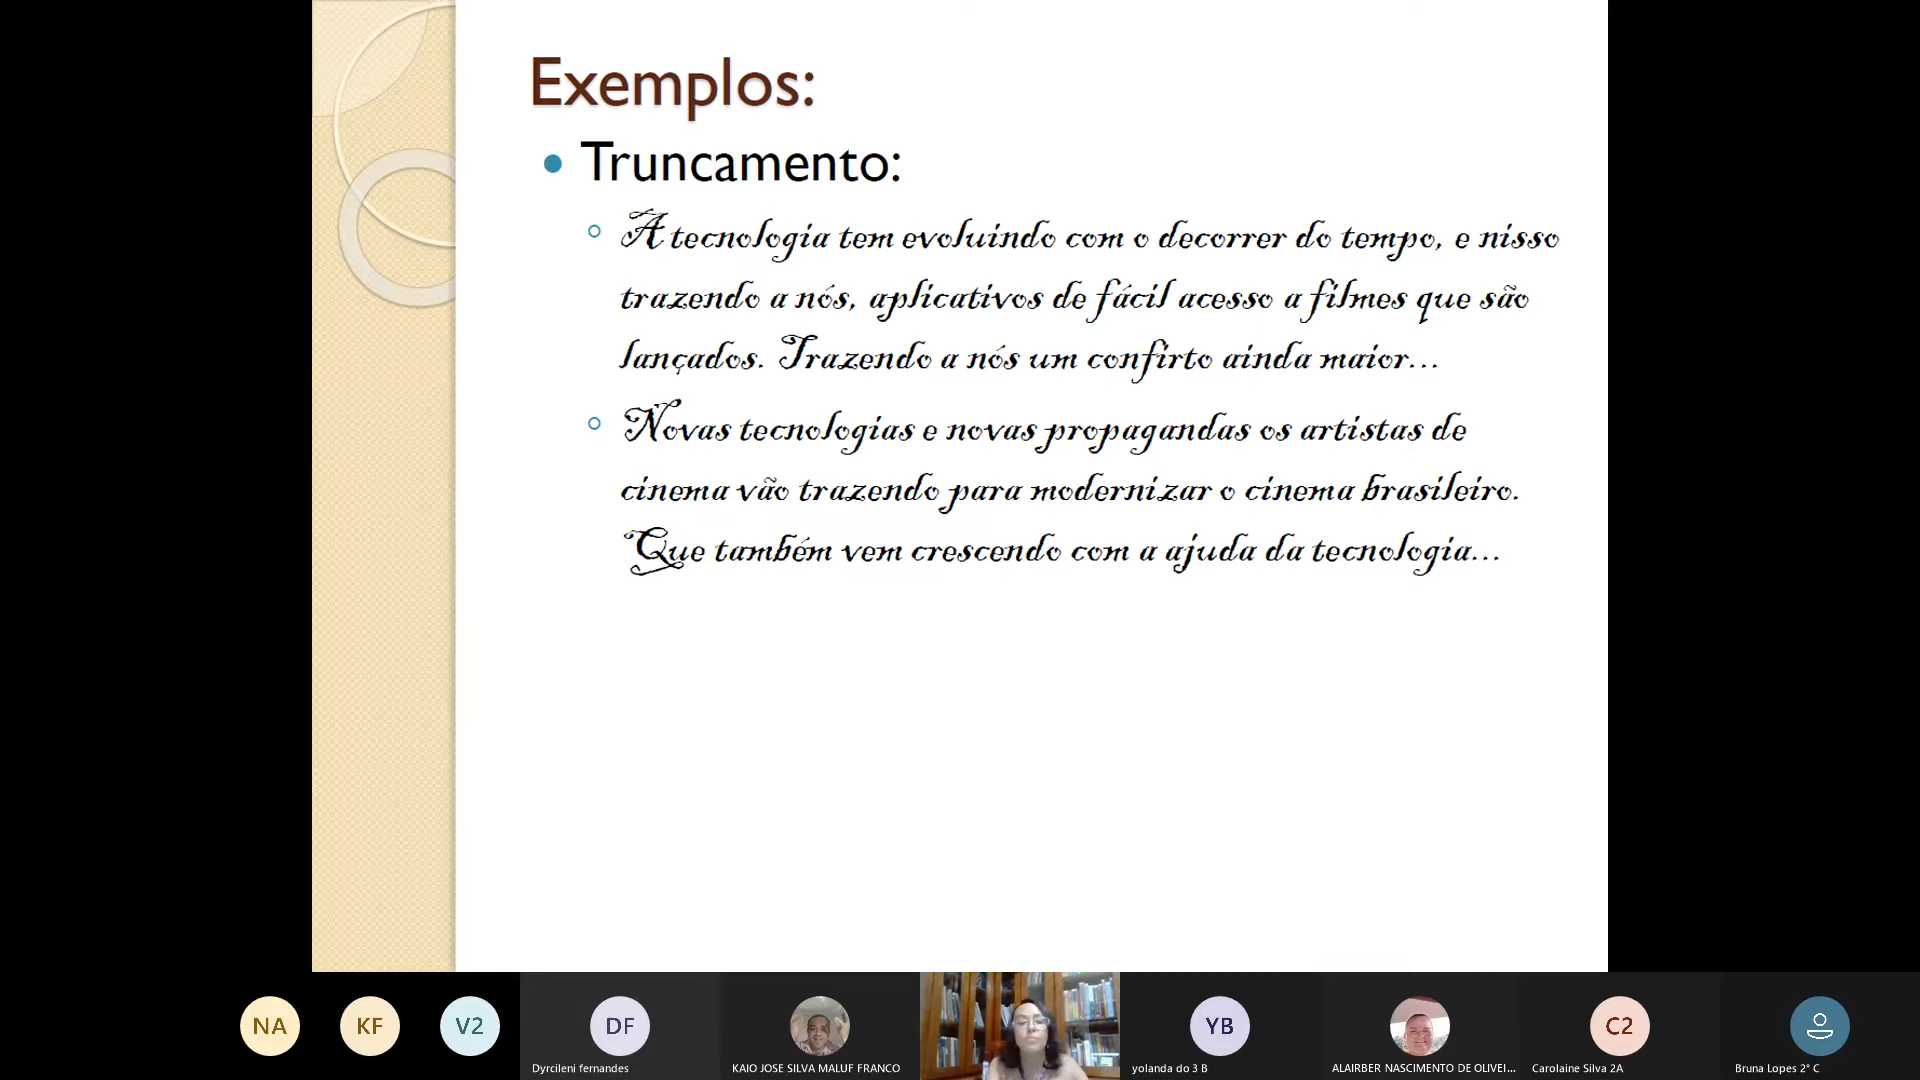 Exemplos:
Truncamento:
A tecnologia tem evoluindo com o decorrer do tempo, e nisso
trazendo a nós, aplicativos de fácil acesso a filmes que são
lançados. Trazendo a nós um confirto ainda maior...
Novas tecnologias e novas propagandas os artistas de
cinema vão trazendo para modernizar o cinema brasileiro.
Que também vem crescendo com a ajuda da tecnologia...
NA KF V2 DF YB C2
Dyrcileni fernandes KAIO JOSE SILVA MALUF FRANCO yolanda do 3 B ALAIRBER NASCIMENTO DE OLIVEI... Carolaine Silva 2A Bruna Lopes 2° C